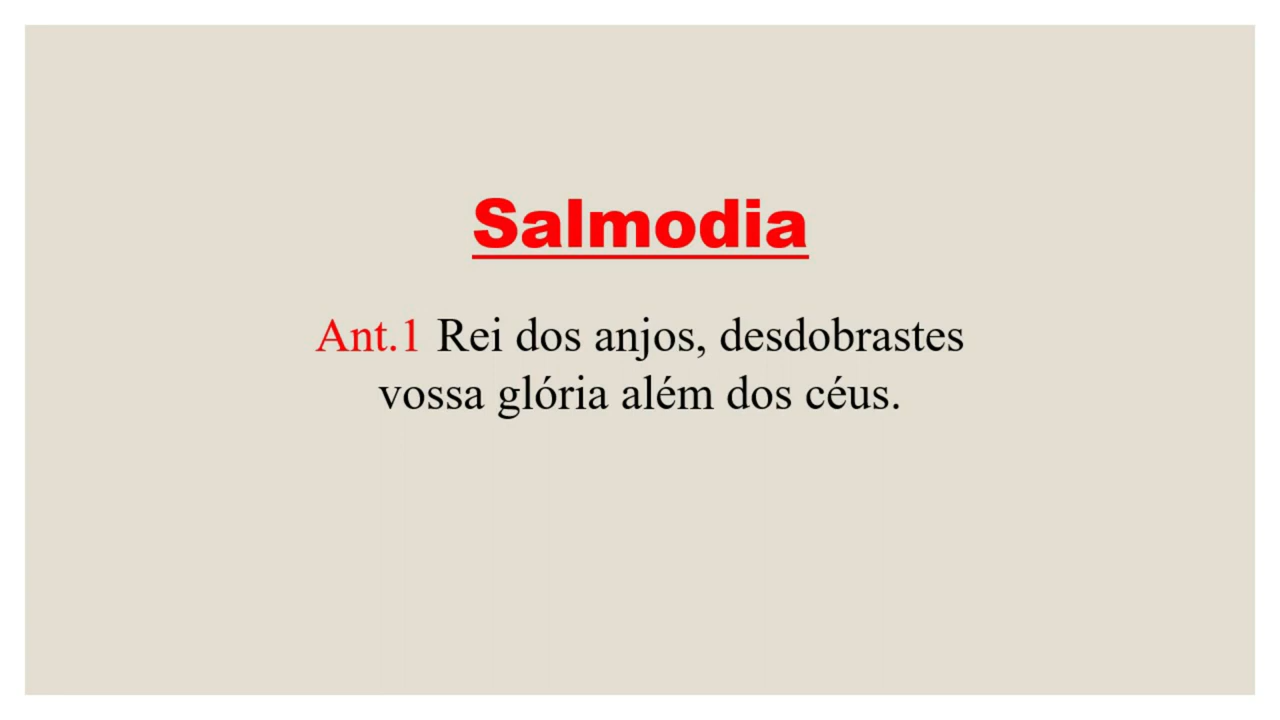 Salmodia
Ant.1 Rei dos anjos, desdobrastes
vossa glória além dos céus.